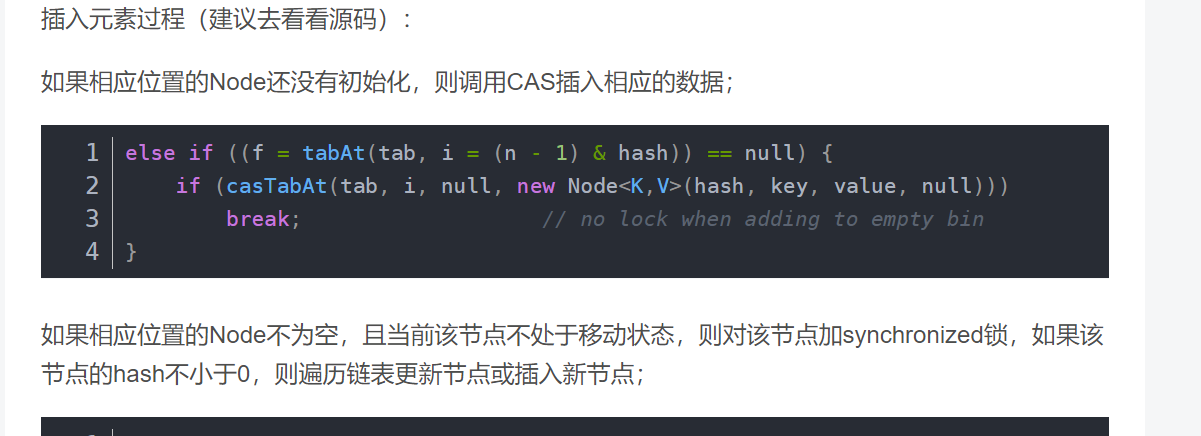 插入元素过程（建议去看看源码）：
如果相应位置的Node还没有初始化，则调用CAS插入相应的数据；
1 else if ((f = tabAt(tab, i = (n - 1) & hash)) == null) {
2     if (casTabAt(tab, i, null, new Node<K,V>(hash, key, value, null)))
3         break;                   // no lock when adding to empty bin
4 }
如果相应位置的Node不为空，且当前该节点不处于移动状态，则对该节点加synchronized锁，如果该
节点的hash不小于0，则遍历链表更新节点或插入新节点；